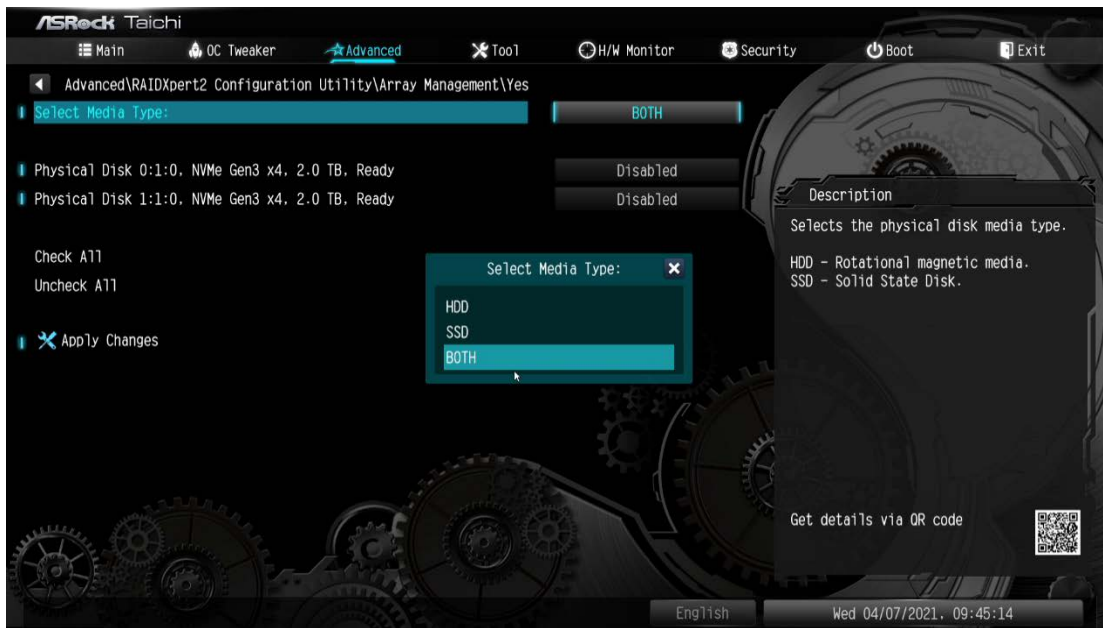 ASRock Taichi
Main OC Tweaker Advanced Tool H/W Monitor Security Boot Exit
Advanced\RAIDXpert2 Configuration Utility\Array Management\Yes
Select Media Type: BOTH
Physical Disk 0:1:0, NVMe Gen3 x4, 2.0 TB, Ready Disabled
Physical Disk 1:1:0, NVMe Gen3 x4, 2.0 TB, Ready Disabled
Check All
Uncheck All
Apply Changes
Select Media Type:
HDD
SSD
BOTH
Description
Selects the physical disk media type.
HDD - Rotational magnetic media.
SSD - Solid State Disk.
Get details via QR code
English Wed 04/07/2021, 09:45:14